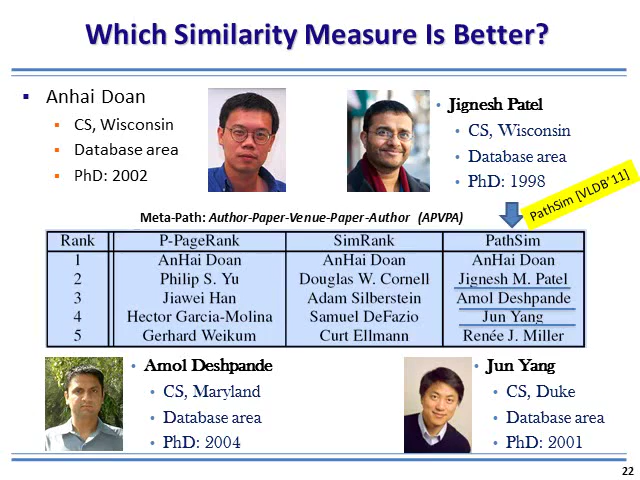 Which Similarity Measure Is Better?
▪ Anhai Doan
▪ CS, Wisconsin
▪ Database area
▪ PhD: 2002
• Jignesh Patel
• CS, Wisconsin
• Database area
• PhD: 1998
PathSim [VLDB'11]
Meta-Path: Author-Paper-Venue-Paper-Author (APVPA)
Rank P-PageRank SimRank PathSim
1 AnHai Doan AnHai Doan AnHai Doan
2 Philip S. Yu Douglas W. Cornell Jignesh M. Patel
3 Jiawei Han Adam Silberstein Amol Deshpande
4 Hector Garcia-Molina Samuel DeFazio Jun Yang
5 Gerhard Weikum Curt Ellmann Renée J. Miller
• Amol Deshpande
• CS, Maryland
• Database area
• PhD: 2004
• Jun Yang
• CS, Duke
• Database area
• PhD: 2001
22